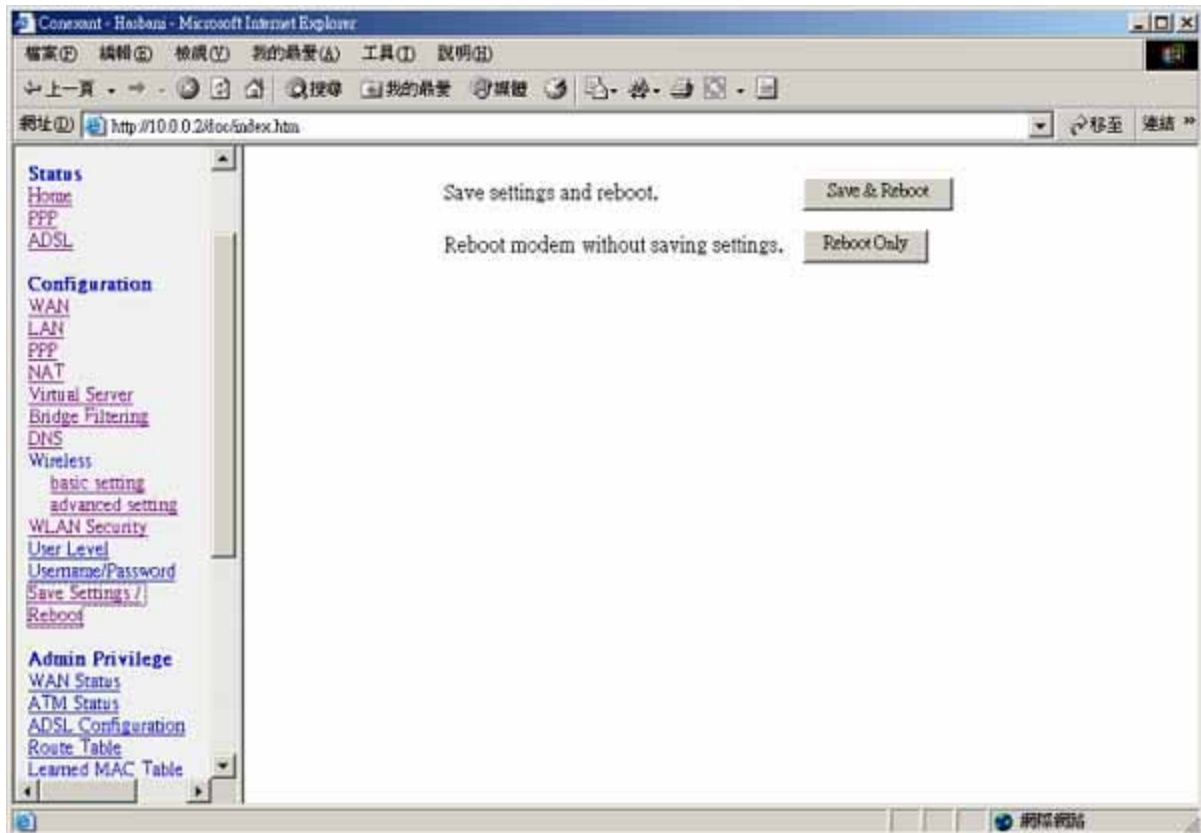 Conexant - Hasbani - Microsoft Internet Explorer
檔案(F) 編輯(E) 檢視(V) 我的最愛(A) 工具(T) 說明(H)
上一頁 搜尋 我的最愛 媒體
網址(D) http://10.0.0.2/doc/index.htm 移至 連結 »
Status
Home
PPP
ADSL
Configuration
WAN
LAN
PPP
NAT
Virtual Server
Bridge Filtering
DNS
Wireless
basic setting
advanced setting
WLAN Security
User Level
Username/Password
Save Settings /
Reboot
Admin Privilege
WAN Status
ATM Status
ADSL Configuration
Route Table
Learned MAC Table
Save settings and reboot. Save & Reboot
Reboot modem without saving settings. Reboot Only
網際網路